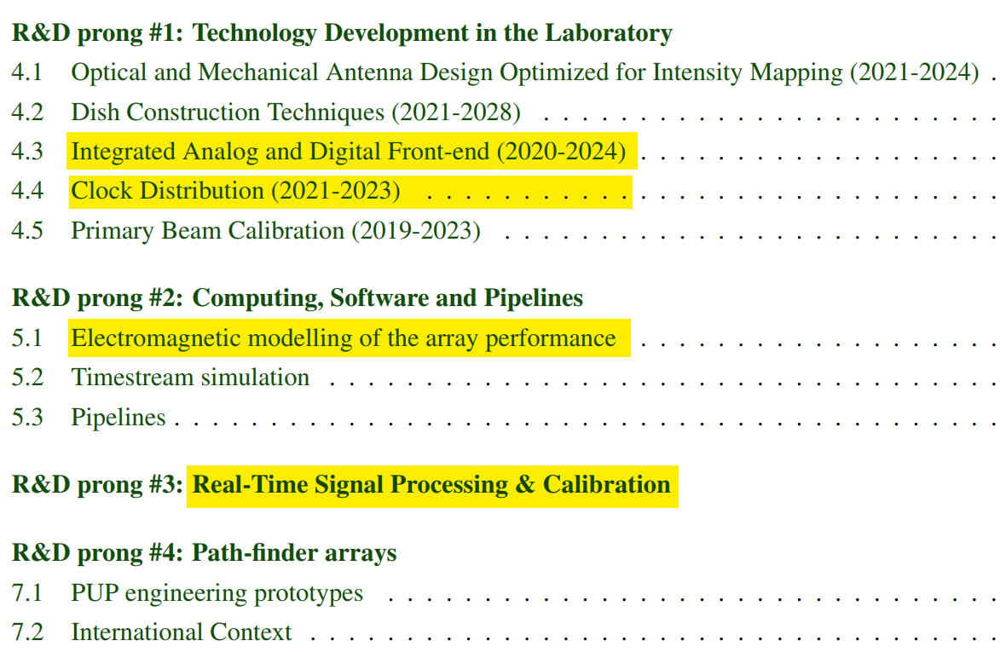 R&D prong #1: Technology Development in the Laboratory
4.1 Optical and Mechanical Antenna Design Optimized for Intensity Mapping (2021-2024) .
4.2 Dish Construction Techniques (2021-2028) . . . . . . . . . . . . . . . . . . . . . . . .
4.3 Integrated Analog and Digital Front-end (2020-2024) . . . . . . . . . . . . . . . . . . .
4.4 Clock Distribution (2021-2023) . . . . . . . . . . . . . . . . . . . . . . . . . . . . . .
4.5 Primary Beam Calibration (2019-2023) . . . . . . . . . . . . . . . . . . . . . . . . . .
R&D prong #2: Computing, Software and Pipelines
5.1 Electromagnetic modelling of the array performance . . . . . . . . . . . . . . . . . . .
5.2 Timestream simulation . . . . . . . . . . . . . . . . . . . . . . . . . . . . . . . . . . .
5.3 Pipelines . . . . . . . . . . . . . . . . . . . . . . . . . . . . . . . . . . . . . . . . . . .
R&D prong #3: Real-Time Signal Processing & Calibration
R&D prong #4: Path-finder arrays
7.1 PUP engineering prototypes . . . . . . . . . . . . . . . . . . . . . . . . . . . . . . . .
7.2 International Context . . . . . . . . . . . . . . . . . . . . . . . . . . . . . . . . . . . .